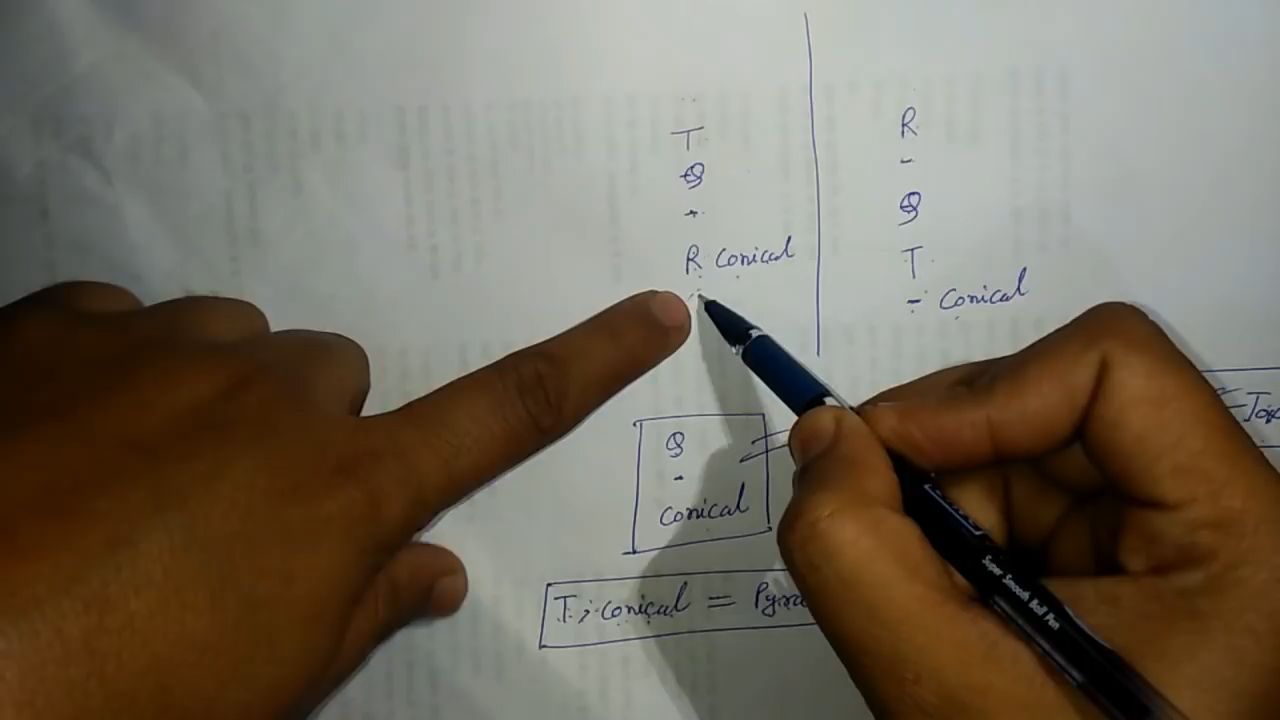 T
Q
-
R conical
R
-
Q
T
- conical
Q
-
conical
T ; conical = Pyra
Super Smooth Ball Pen